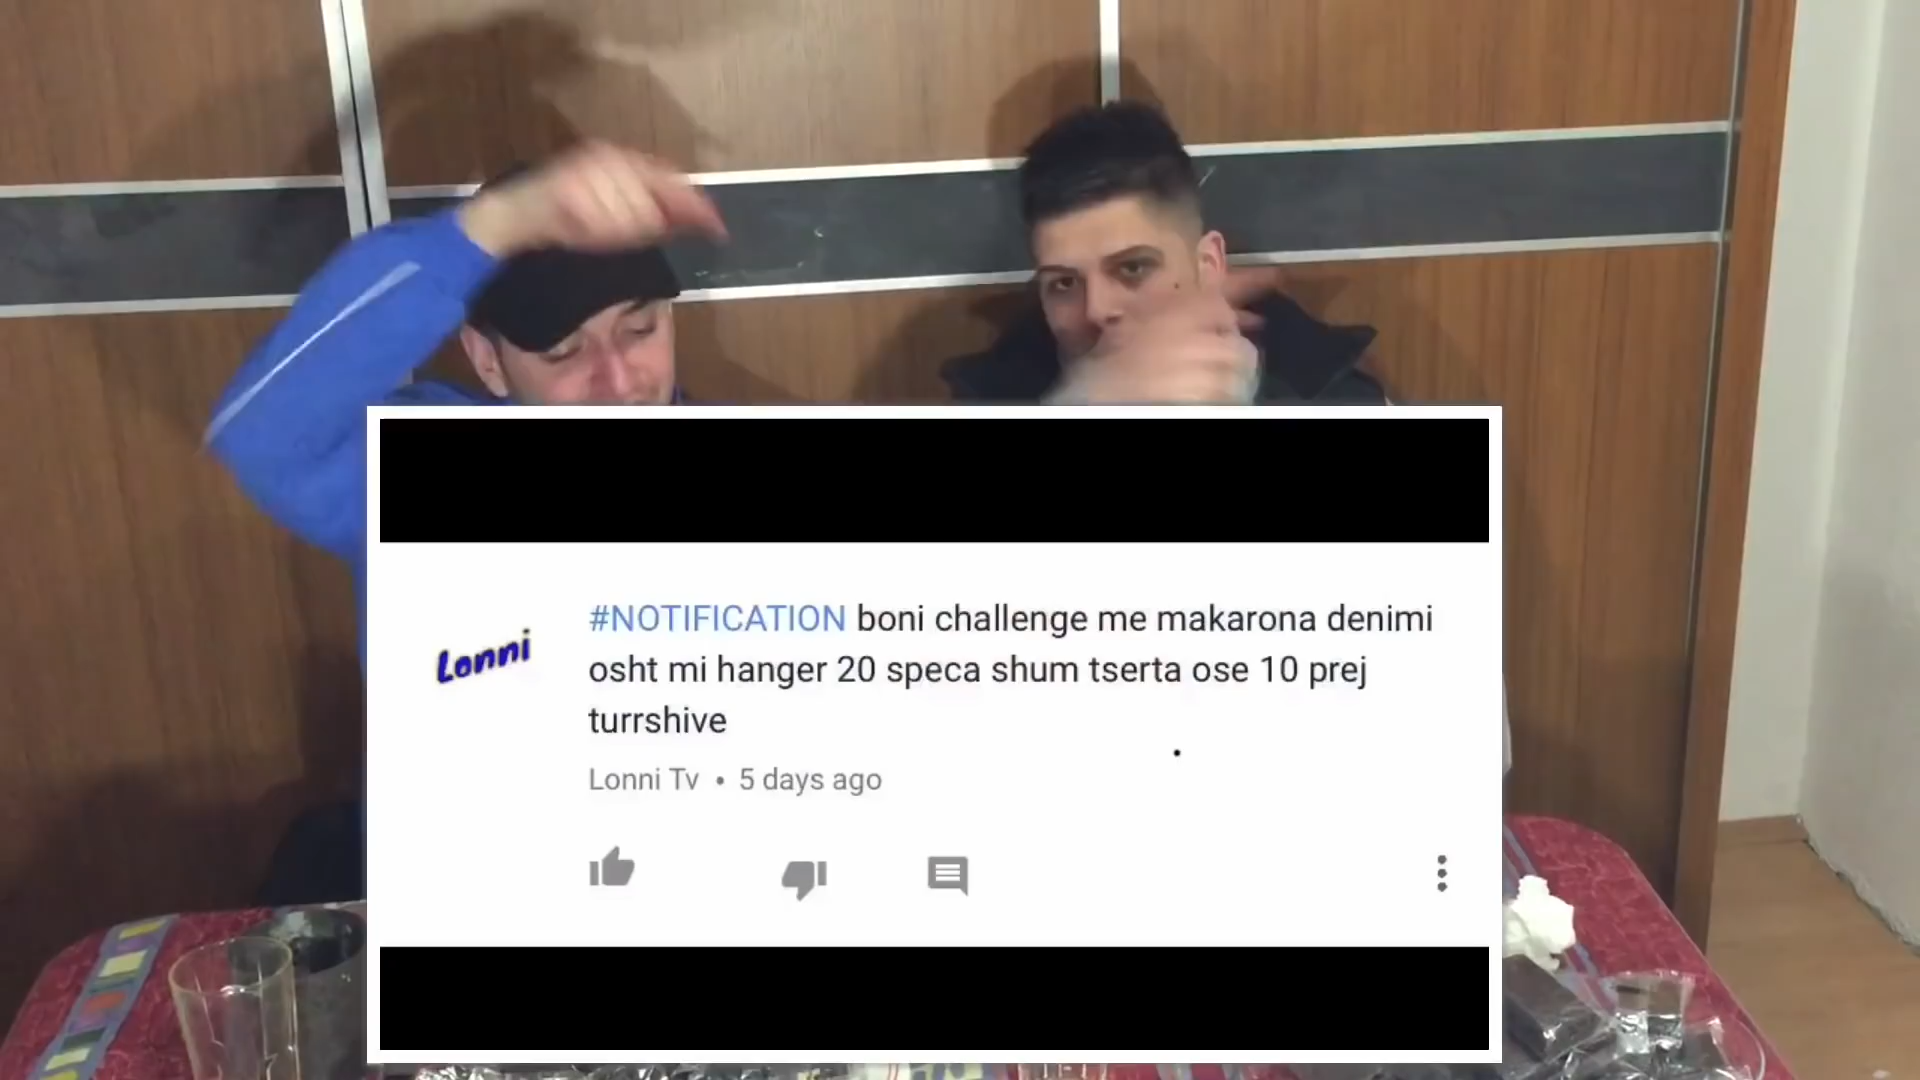 Lonni
#NOTIFICATION boni challenge me makarona denimi
osht mi hanger 20 speca shum tserta ose 10 prej
turrshive
Lonni Tv • 5 days ago